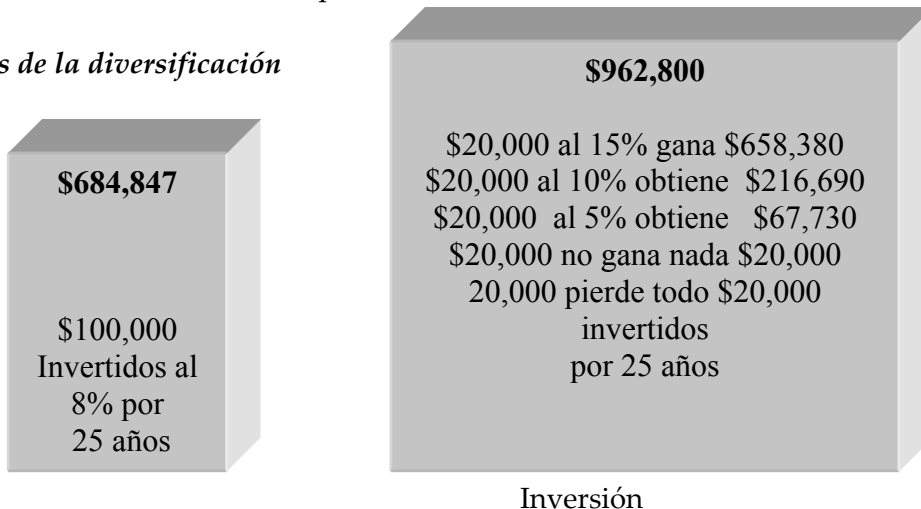 s de la diversificación
$684,847
$100,000
Invertidos al
8% por
25 años
$962,800
$20,000 al 15% gana $658,380
$20,000 al 10% obtiene $216,690
$20,000 al 5% obtiene $67,730
$20,000 no gana nada $20,000
20,000 pierde todo $20,000
invertidos
por 25 años
Inversión